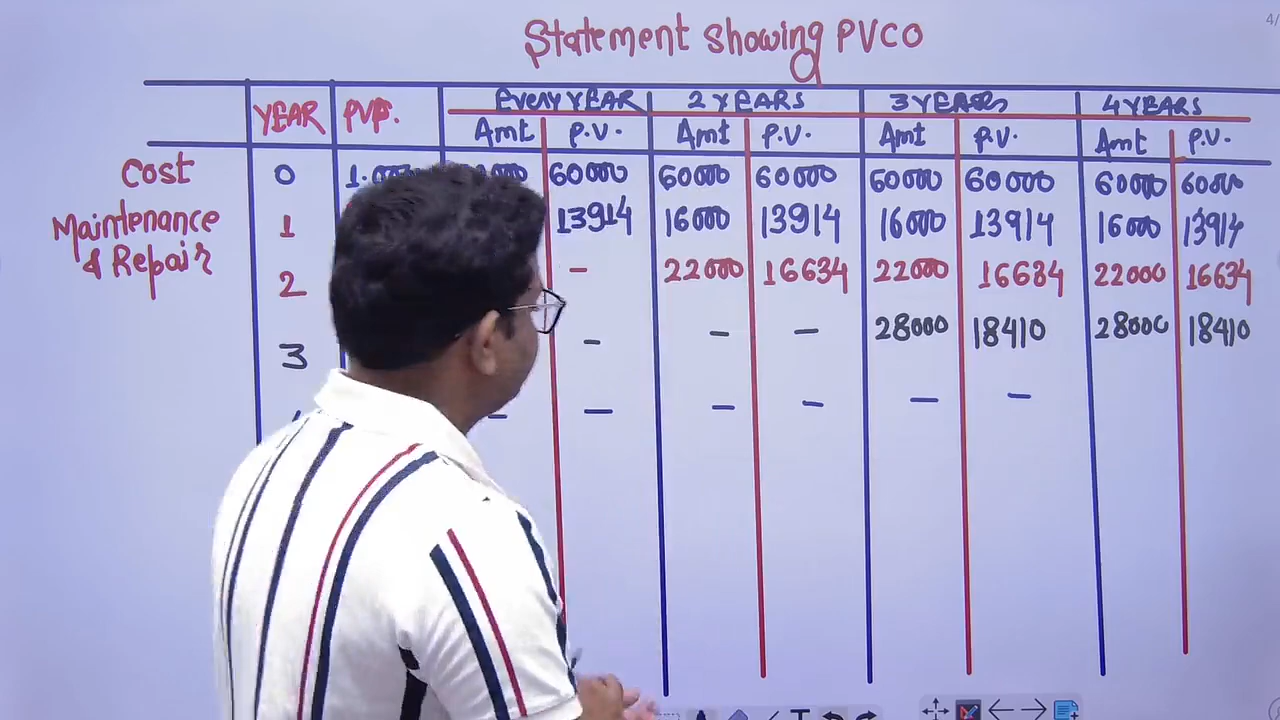 Statement Showing PVCO
4/
YEAR PVF. EVERY YEAR 2 YEARS 3 YEARS 4 YEARS
Amt P.V. Amt P.V. Amt P.V. Amt P.V.
Cost 0 60000 60000 60000 60000 60000 60000 60000
Maintenance & Repair 1 13914 16000 13914 16000 13914 16000 13914
2 - 22000 16634 22000 16634 22000 16634
3 - - - 28000 18410 28000 18410
- - - - - -